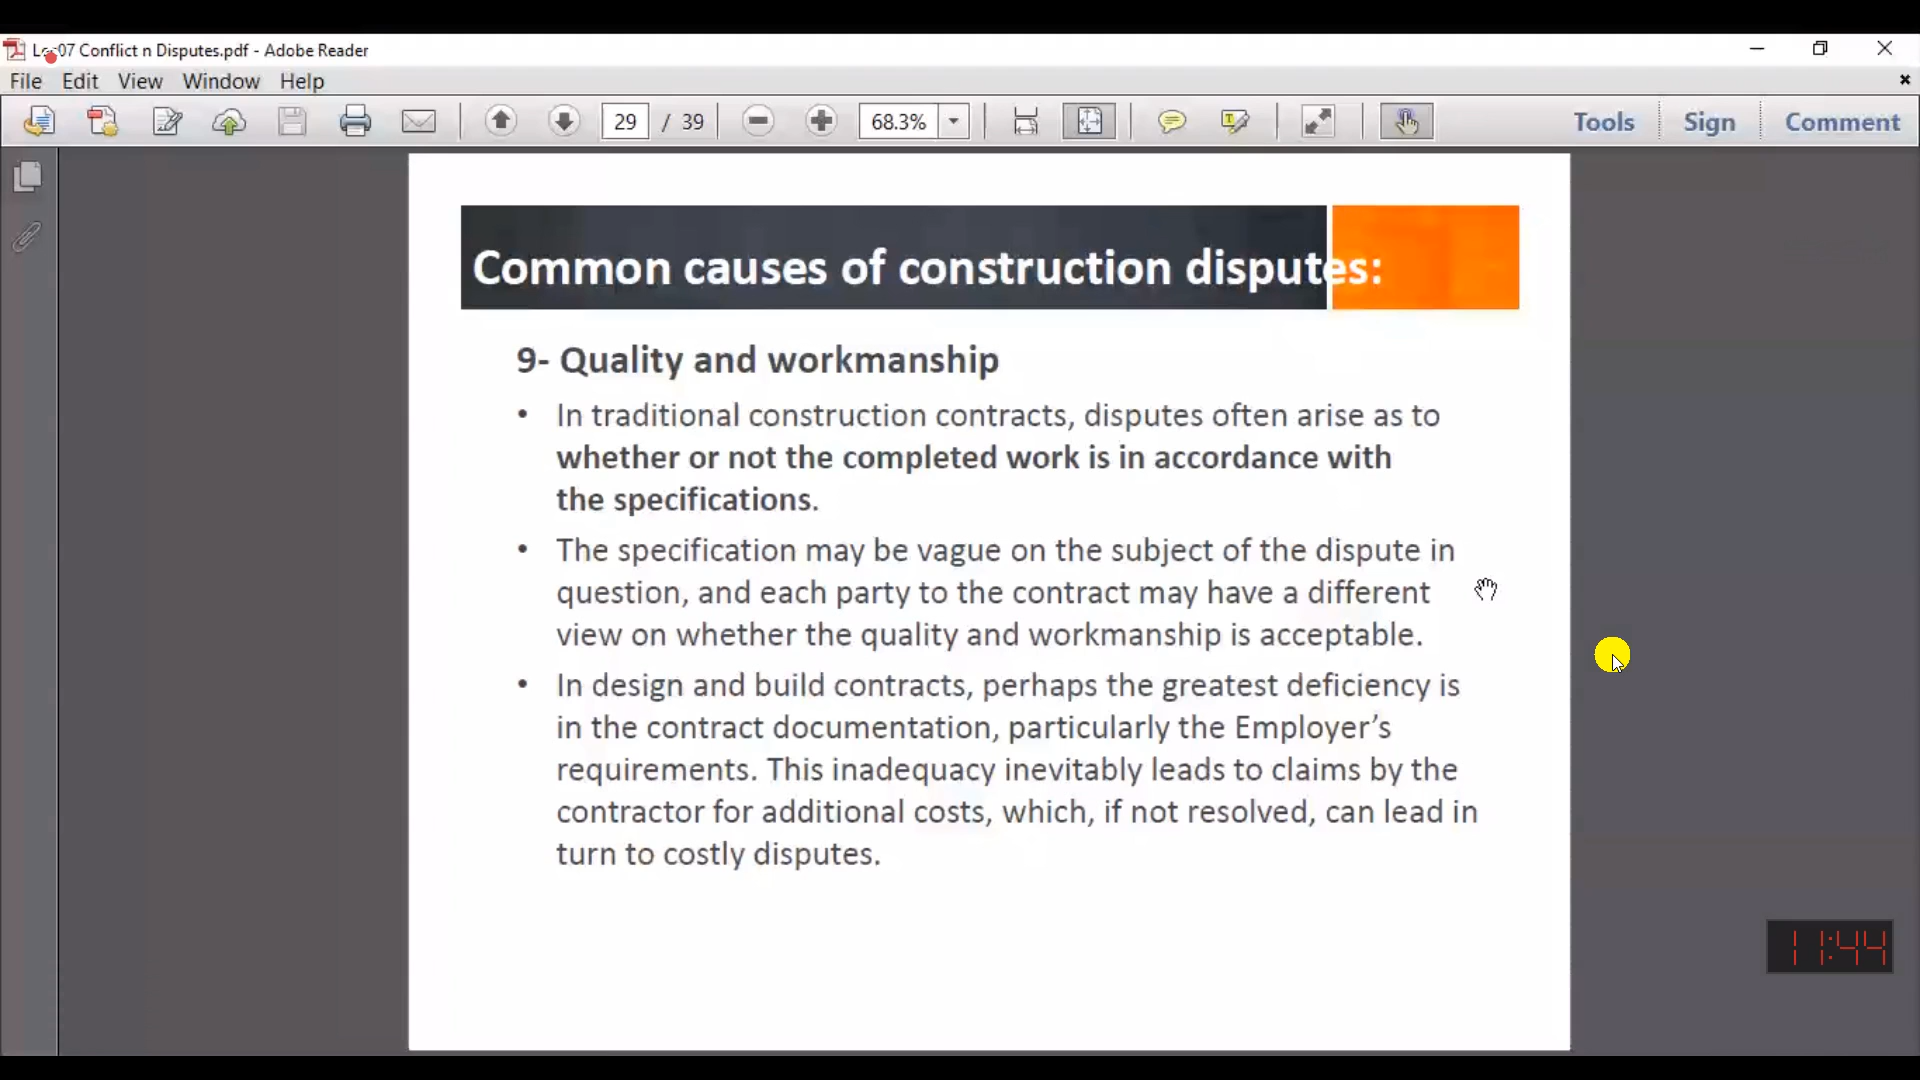 Lec07 Conflict n Disputes.pdf - Adobe Reader
File Edit View Window Help
29 / 39 68.3% Tools Sign Comment
Common causes of construction disputes:
9- Quality and workmanship
• In traditional construction contracts, disputes often arise as to
whether or not the completed work is in accordance with
the specifications.
• The specification may be vague on the subject of the dispute in
question, and each party to the contract may have a different
view on whether the quality and workmanship is acceptable.
• In design and build contracts, perhaps the greatest deficiency is
in the contract documentation, particularly the Employer’s
requirements. This inadequacy inevitably leads to claims by the
contractor for additional costs, which, if not resolved, can lead in
turn to costly disputes.
11:44